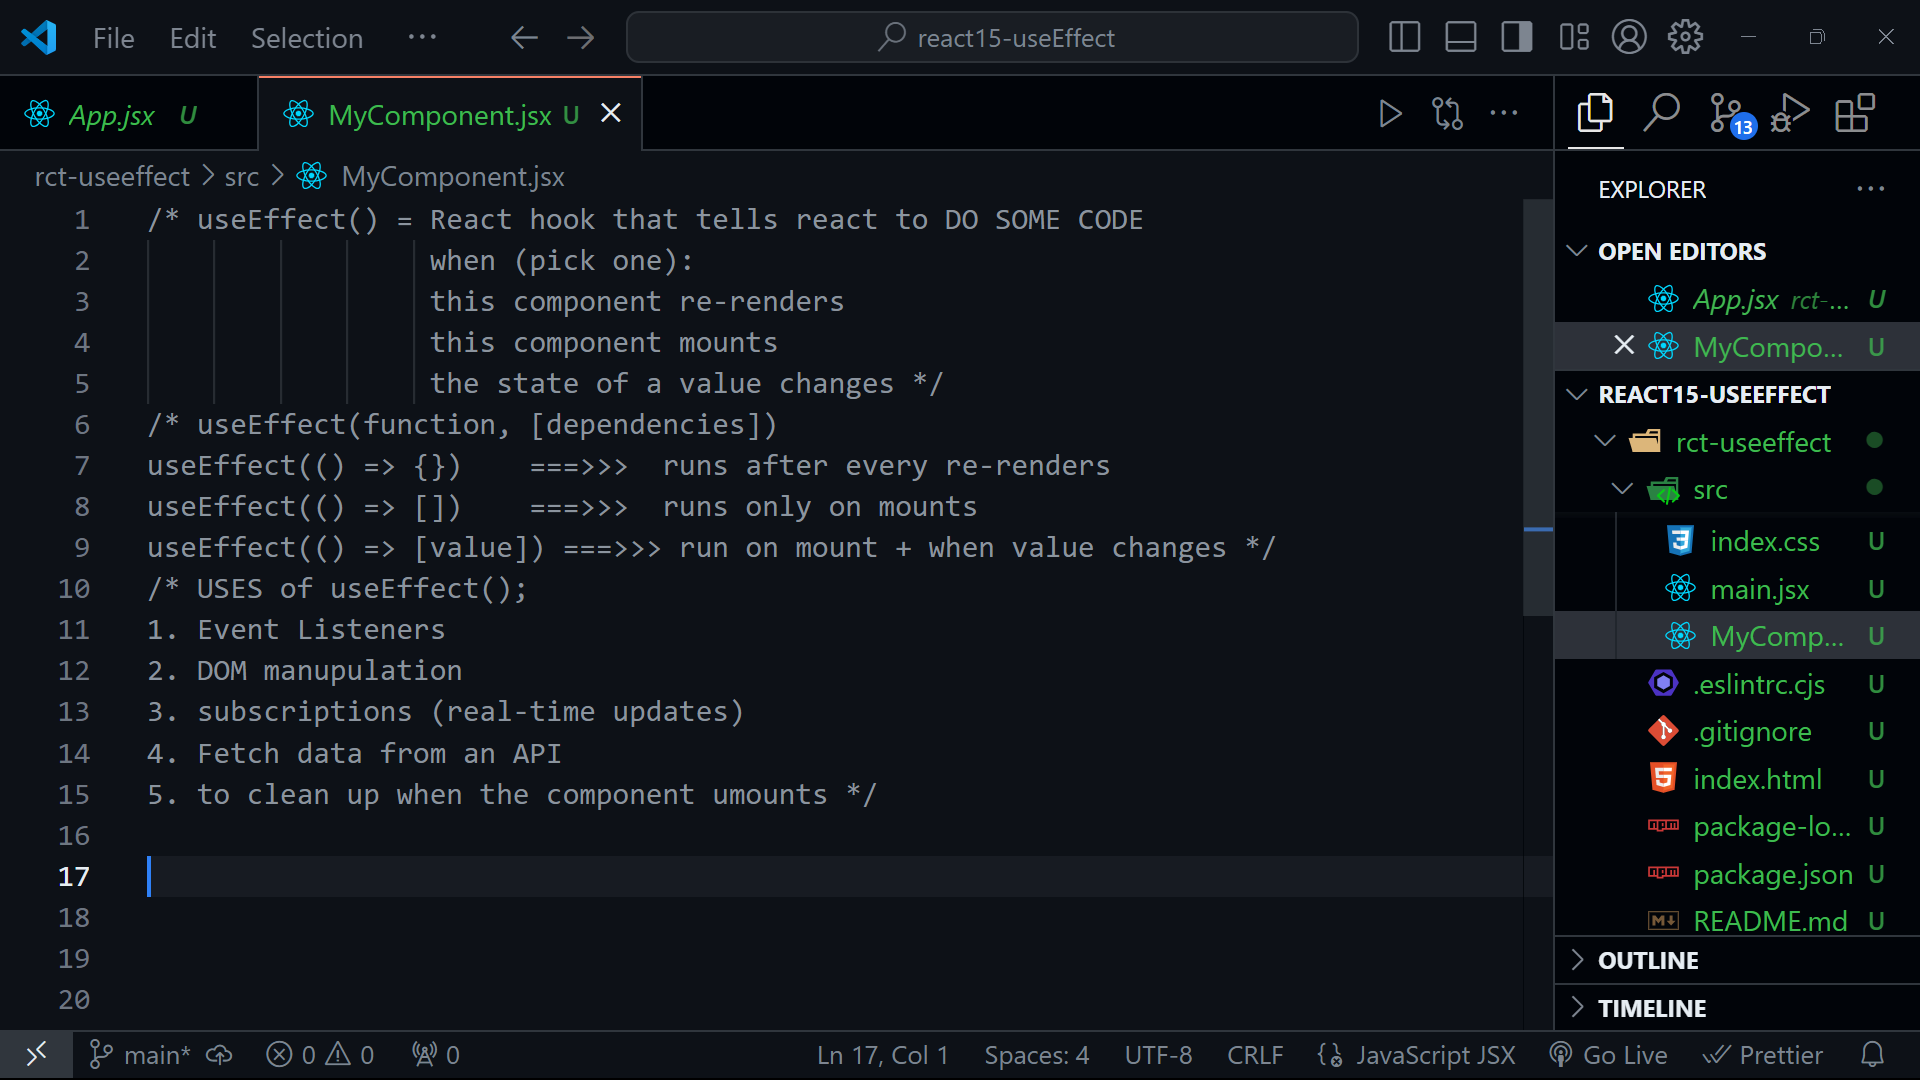 File Edit Selection ··· react15-useEffect
App.jsx U MyComponent.jsx U
rct-useeffect > src > MyComponent.jsx
1 /* useEffect() = React hook that tells react to DO SOME CODE
2 when (pick one):
3 this component re-renders
4 this component mounts
5 the state of a value changes */
6 /* useEffect(function, [dependencies])
7 useEffect(() => {}) ===>>> runs after every re-renders
8 useEffect(() => []) ===>>> runs only on mounts
9 useEffect(() => [value]) ===>>> run on mount + when value changes */
10 /* USES of useEffect();
11 1. Event Listeners
12 2. DOM manupulation
13 3. subscriptions (real-time updates)
14 4. Fetch data from an API
15 5. to clean up when the component umounts */
16
17
18
19
20
13
EXPLORER ···
OPEN EDITORS
App.jsx rct-... U
MyCompo... U
REACT15-USEEFFECT
rct-useeffect
src
index.css U
main.jsx U
MyComp... U
.eslintrc.cjs U
.gitignore U
index.html U
package-lo... U
package.json U
README.md U
OUTLINE
TIMELINE
main* 0 0 0 Ln 17, Col 1 Spaces: 4 UTF-8 CRLF JavaScript JSX Go Live Prettier